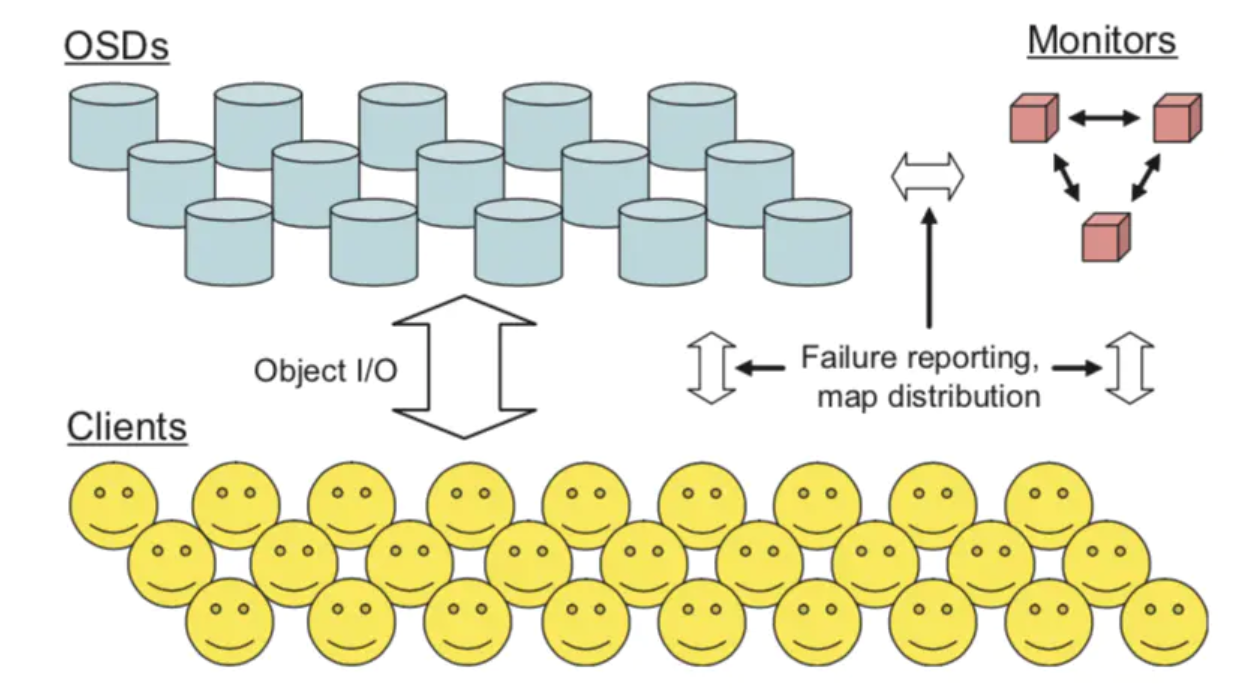 OSDs
Monitors
Object I/O
Failure reporting,
map distribution
Clients